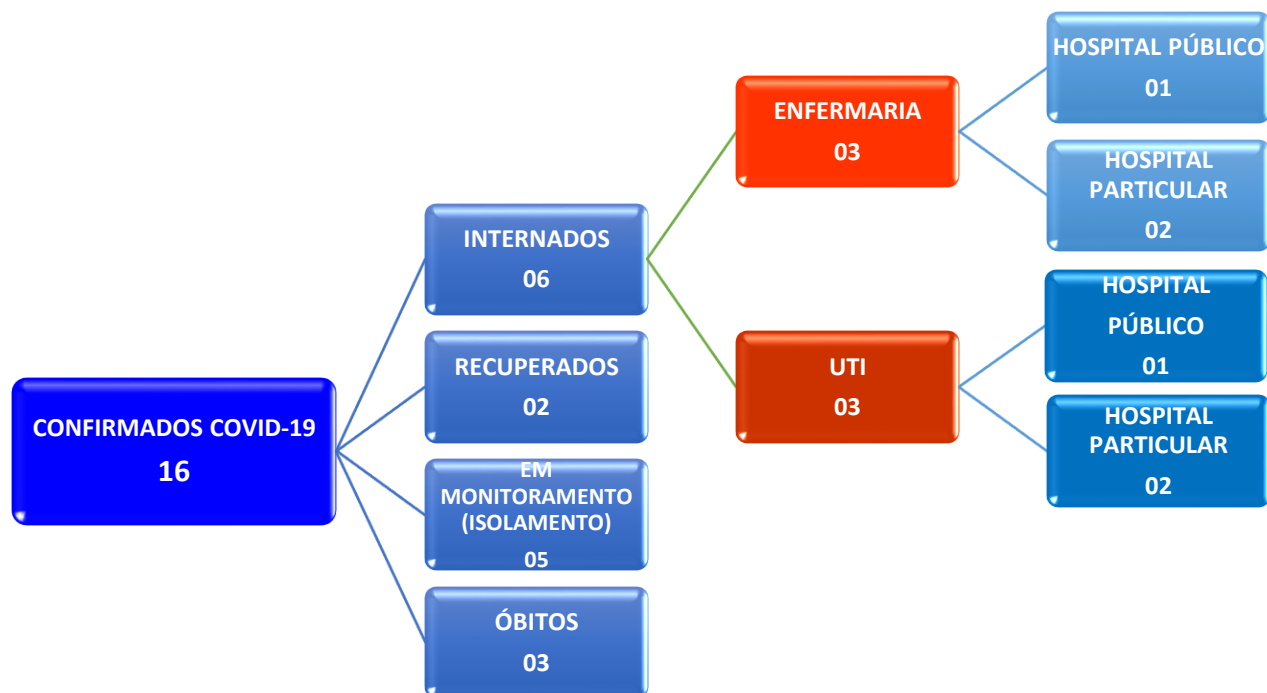 CONFIRMADOS COVID-19
16
INTERNADOS
06
RECUPERADOS
02
EM
MONITORAMENTO
(ISOLAMENTO)
05
ÓBITOS
03
ENFERMARIA
03
UTI
03
HOSPITAL PÚBLICO
01
HOSPITAL
PARTICULAR
02
HOSPITAL
PÚBLICO
01
HOSPITAL
PARTICULAR
02